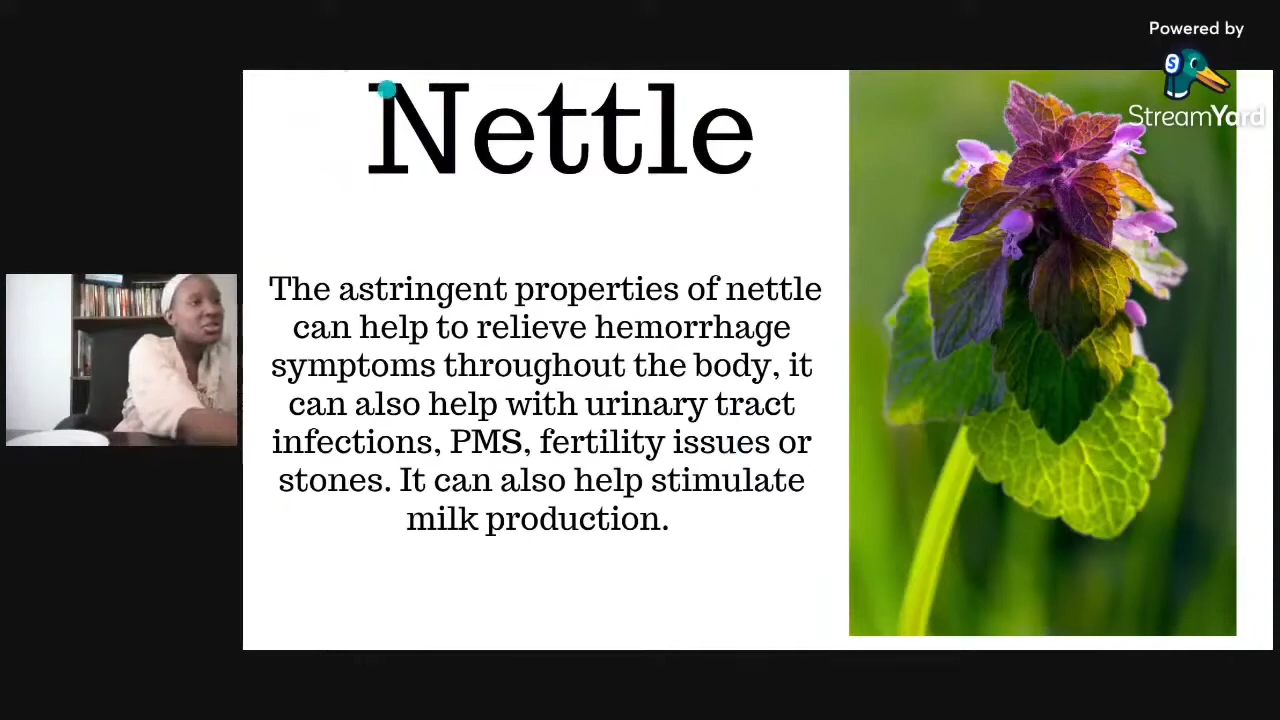 Powered by
S
StreamYard
Nettle
The astringent properties of nettle
can help to relieve hemorrhage
symptoms throughout the body, it
can also help with urinary tract
infections, PMS, fertility issues or
stones. It can also help stimulate
milk production.